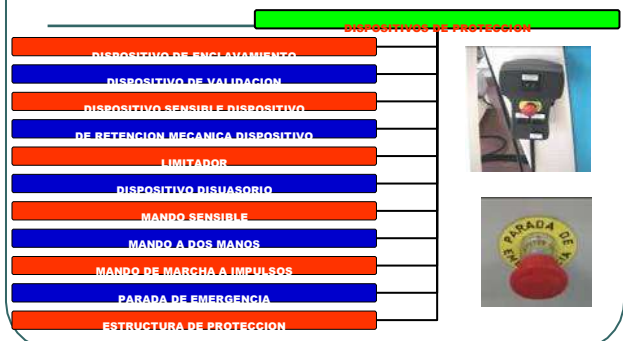 DISPOSITIVOS DE PROTECCION
DISPOSITIVO DE ENCLAVAMIENTO
DISPOSITIVO DE VALIDACION
DISPOSITIVO SENSIBLE DISPOSITIVO
DE RETENCION MECANICA DISPOSITIVO
LIMITADOR
DISPOSITIVO DISUASORIO
MANDO SENSIBLE
MANDO A DOS MANOS
MANDO DE MARCHA A IMPULSOS
PARADA DE EMERGENCIA
ESTRUCTURA DE PROTECCION
PARADA DE